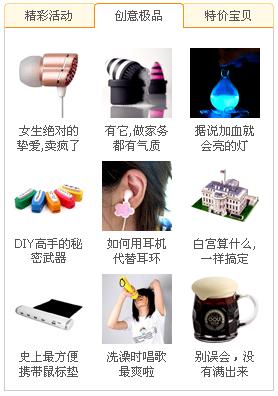 精彩活动
创意极品
特价宝贝
女生绝对的
挚爱,卖疯了
有它,做家务
都有气质
据说加血就
会亮的灯
DIY高手的秘
密武器
如何用耳机
代替耳环
白宫算什么,
一样搞定
史上最方便
携带鼠标垫
洗澡时唱歌
最爽啦
别误会，没
有满出来